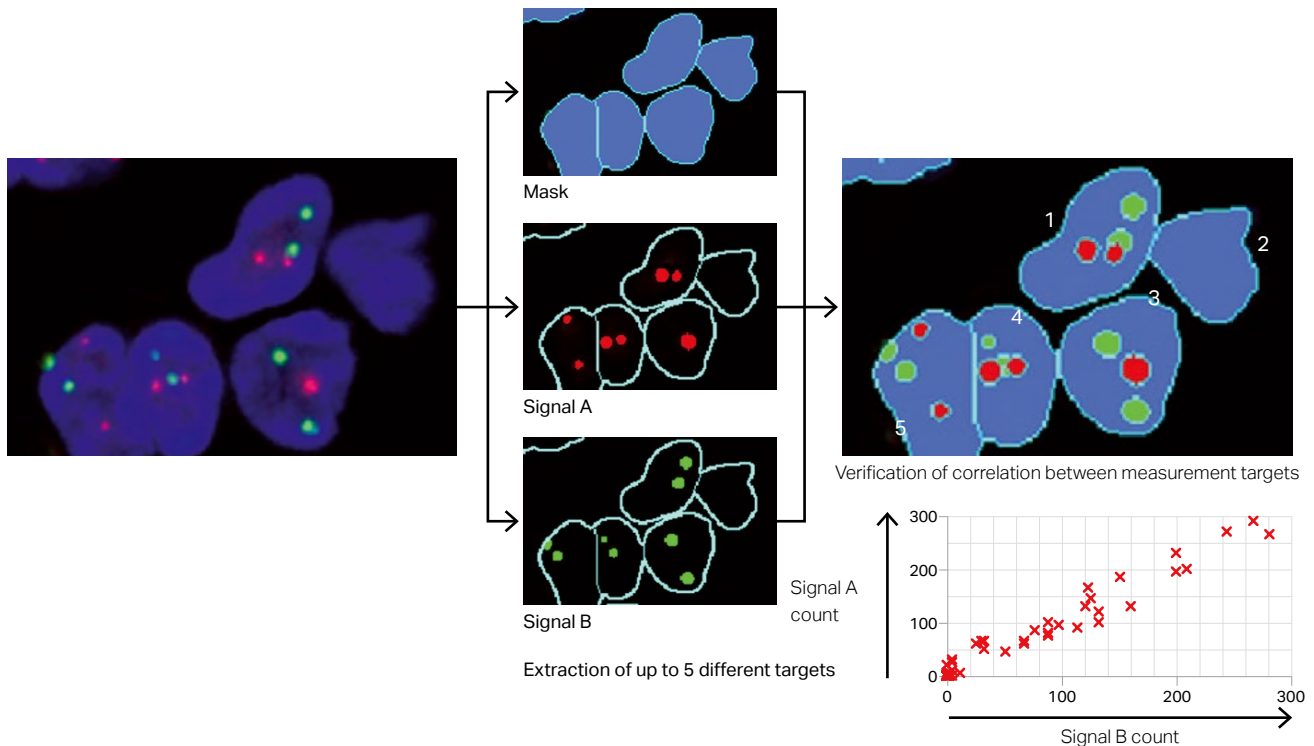 Mask
Signal A
Signal B
Extraction of up to 5 different targets
1
2
3
4
5
Verification of correlation between measurement targets
Signal A
count
300
200
100
0
0
100
200
300
Signal B count